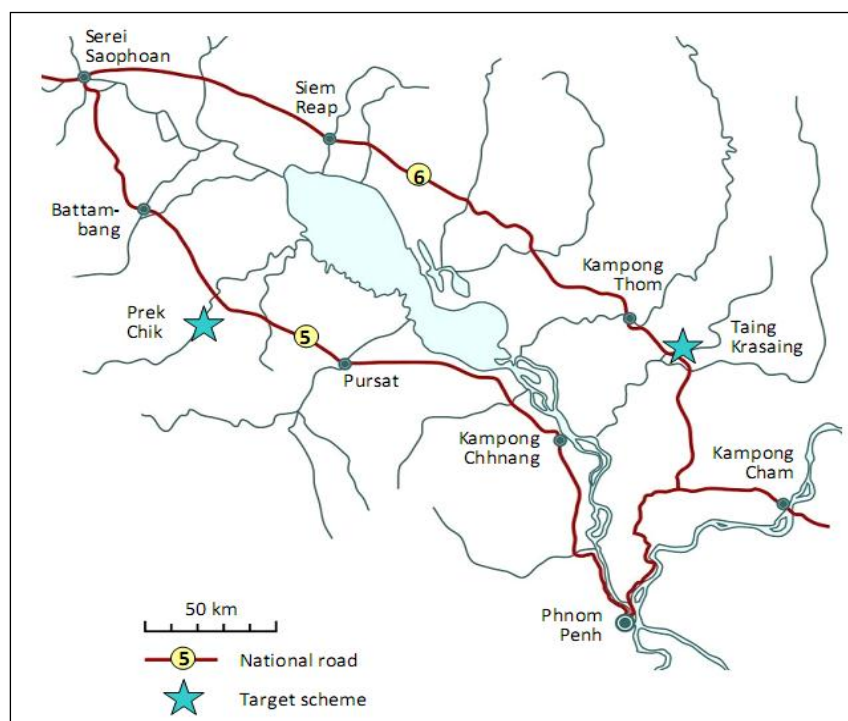 Serei
Saophoan
Siem
Reap
6
Battam-
bang
Kampong
Thom
Prek
Chik
Taing
Krasaing
5
Pursat
Kampong
Chhnang
Kampong
Cham
50 km
Phnom
Penh
5 National road
Target scheme